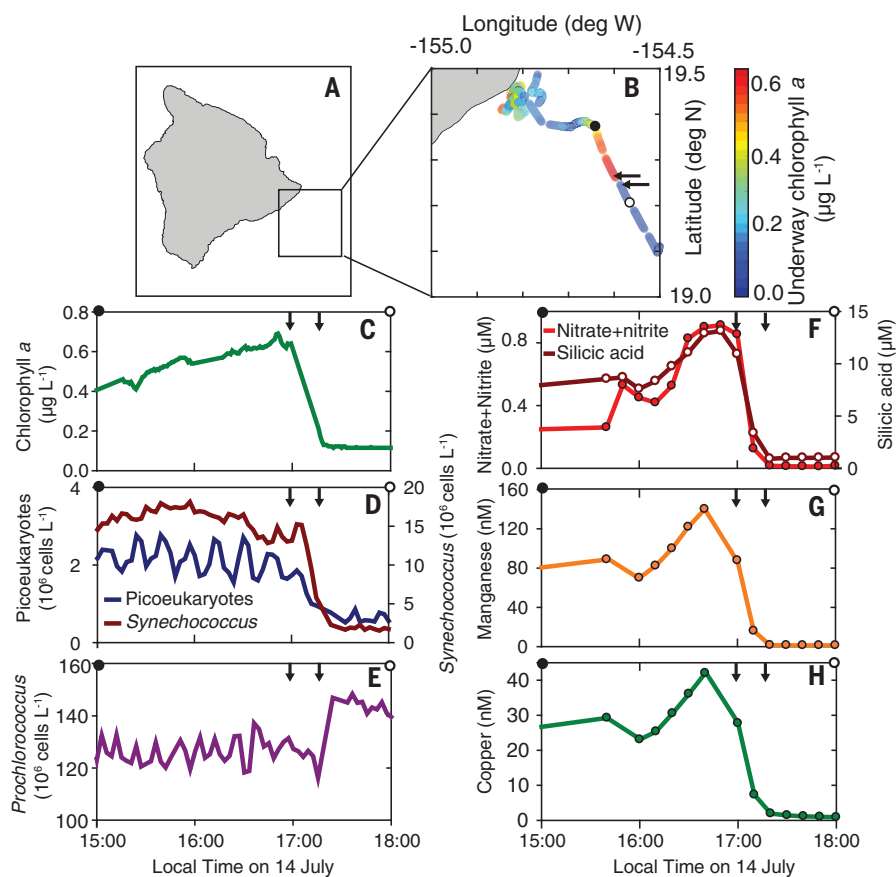 Longitude (deg W)
-155.0
-154.5
A
B
19.5
19.0
Latitude (deg N)
0.6
0.4
0.2
0.0
Underway chlorophyll a
(µg L-1)
C
0.8
0.6
0.4
0.2
0.0
Chlorophyll a
(µg L-1)
D
4
2
0
Picoeukaryotes
(10⁶ cells L-1)
Picoeukaryotes
Synechococcus
20
15
10
5
0
Synechococcus (10⁶ cells L-1)
E
160
140
120
100
Prochlorococcus
(10⁶ cells L-1)
15:00
16:00
17:00
18:00
Local Time on 14 July
F
0.8
0.4
0.0
Nitrate+Nitrite (µM)
Nitrate+nitrite
Silicic acid
15
10
5
0
Silicic acid (µM)
G
160
120
80
40
0
Manganese (nM)
H
40
30
20
10
0
Copper (nM)
15:00
16:00
17:00
18:00
Local Time on 14 July